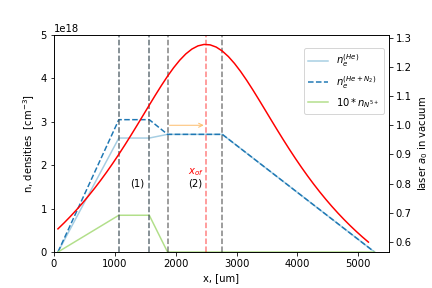 1e18
5
4
3
2
1
0
n, densities [cm⁻³]
0 1000 2000 3000 4000 5000
x, [um]
1.3
1.2
1.1
1.0
0.9
0.8
0.7
0.6
laser a₀ in vacuum
nₑ^(He)
nₑ^(He + N₂)
10 * n_N⁵⁺
x_of
(1) (2)